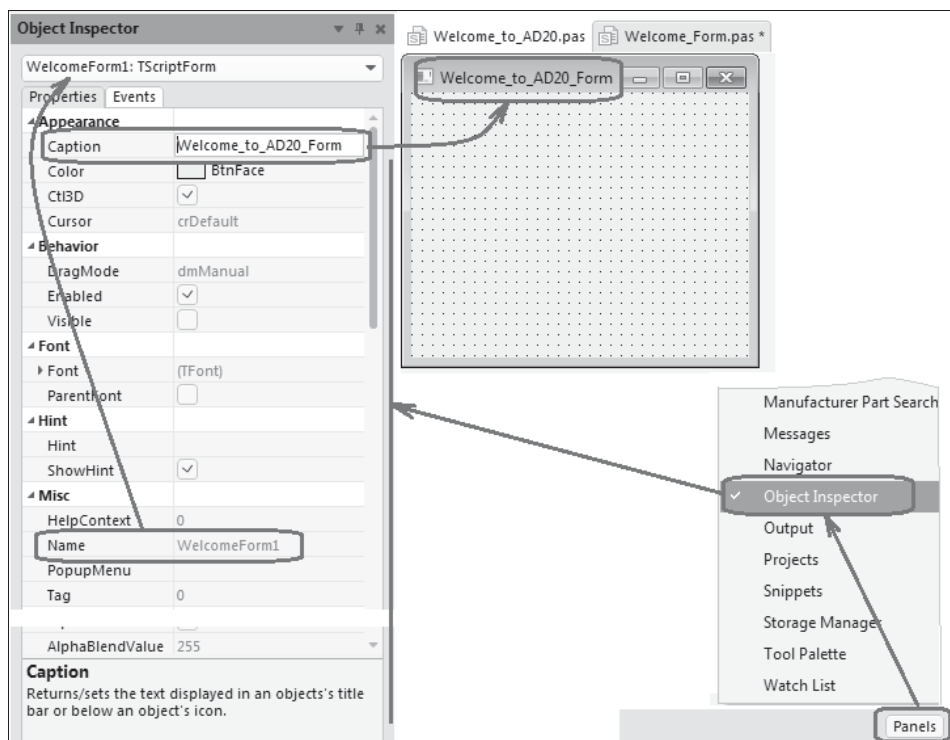 Object Inspector
WelcomeForm1: TScriptForm
Properties Events
Appearance
Caption Welcome_to_AD20_Form
Color BtnFace
Ctl3D
Cursor crDefault
Behavior
DragMode dmManual
Enabled
Visible
Font
Font (TFont)
ParentFont
Hint
Hint
ShowHint
Misc
HelpContext 0
Name WelcomeForm1
PopupMenu
Tag 0
AlphaBlendValue 255
Caption
Returns/sets the text displayed in an objects's title
bar or below an object's icon.
Welcome_to_AD20.pas Welcome_Form.pas *
Welcome_to_AD20_Form
Manufacturer Part Search
Messages
Navigator
Object Inspector
Output
Projects
Snippets
Storage Manager
Tool Palette
Watch List
Panels